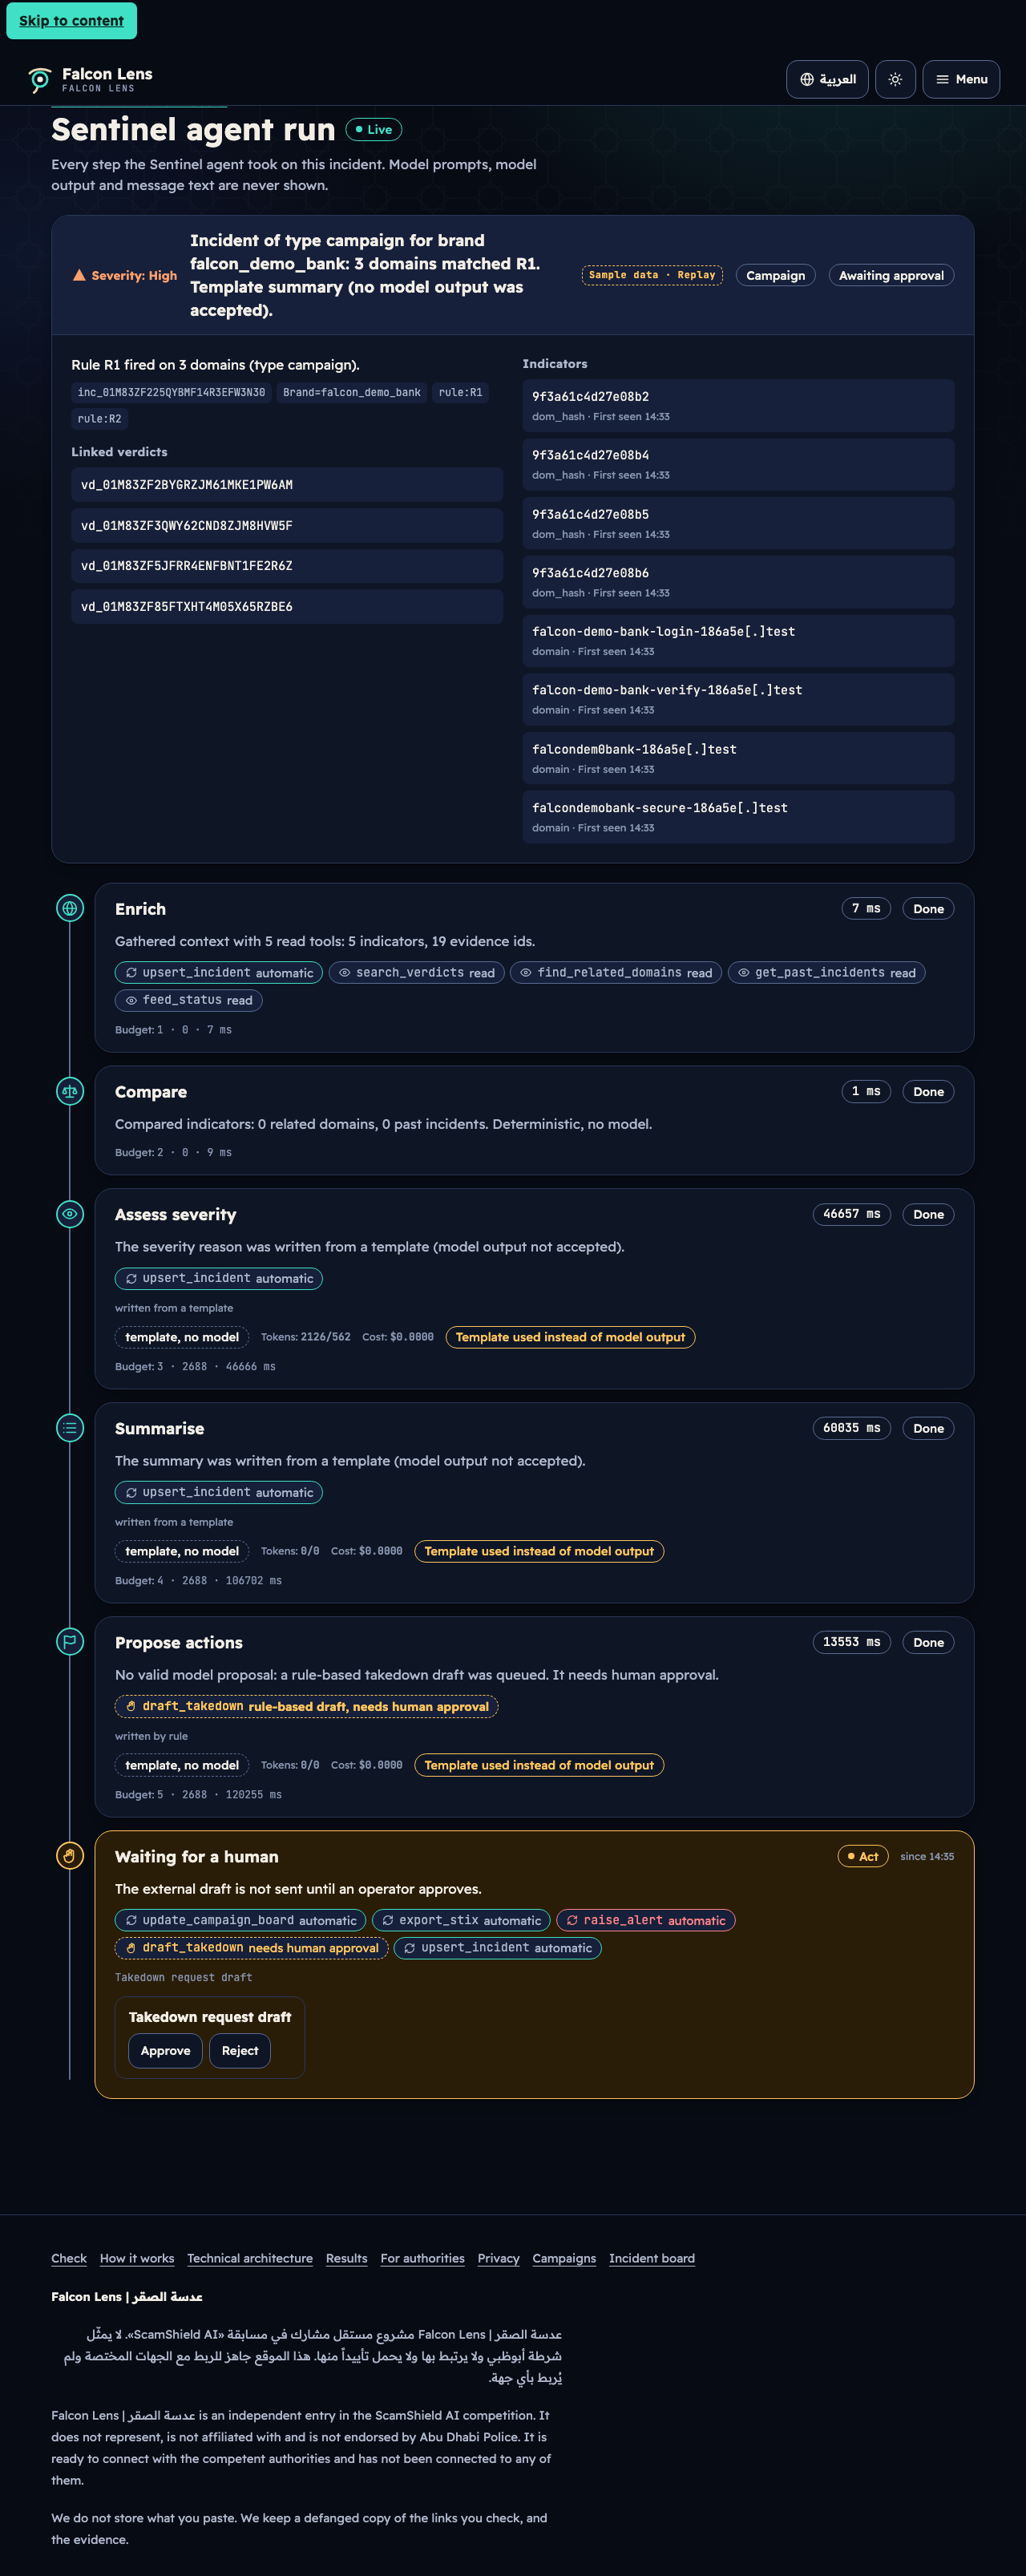 Skip to content
Falcon Lens
FALCON LENS
العربية
Menu
Sentinel agent run
Live
Every step the Sentinel agent took on this incident. Model prompts, model
output and message text are never shown.
Severity: High
Incident of type campaign for brand
falcon_demo_bank: 3 domains matched R1.
Template summary (no model output was
accepted).
Sample data · Replay
Campaign
Awaiting approval
Rule R1 fired on 3 domains (type campaign).
inc_01M83ZF225QYBMF14R3EFW3N30 Brand=falcon_demo_bank rule:R1
rule:R2
Linked verdicts
vd_01M83ZF2BYGRZJM61MKE1PW6AM
vd_01M83ZF3QWY62CND8ZJM8HVW5F
vd_01M83ZF5JFRR4ENFBNT1FE2R6Z
vd_01M83ZF85FTXHT4M05X65RZBE6
Indicators
9f3a61c4d27e08b2
dom_hash · First seen 14:33
9f3a61c4d27e08b4
dom_hash · First seen 14:33
9f3a61c4d27e08b5
dom_hash · First seen 14:33
9f3a61c4d27e08b6
dom_hash · First seen 14:33
falcon-demo-bank-login-186a5e[.]test
domain · First seen 14:33
falcon-demo-bank-verify-186a5e[.]test
domain · First seen 14:33
falcondem0bank-186a5e[.]test
domain · First seen 14:33
falcondemobank-secure-186a5e[.]test
domain · First seen 14:33
Enrich 7 ms Done
Gathered context with 5 read tools: 5 indicators, 19 evidence ids.
upsert_incident automatic search_verdicts read find_related_domains read get_past_incidents read
feed_status read
Budget: 1 · 0 · 7 ms
Compare 1 ms Done
Compared indicators: 0 related domains, 0 past incidents. Deterministic, no model.
Budget: 2 · 0 · 9 ms
Assess severity 46657 ms Done
The severity reason was written from a template (model output not accepted).
upsert_incident automatic
written from a template
template, no model Tokens: 2126/562 Cost: $0.0000 Template used instead of model output
Budget: 3 · 2688 · 46666 ms
Summarise 60035 ms Done
The summary was written from a template (model output not accepted).
upsert_incident automatic
written from a template
template, no model Tokens: 0/0 Cost: $0.0000 Template used instead of model output
Budget: 4 · 2688 · 106702 ms
Propose actions 13553 ms Done
No valid model proposal: a rule-based takedown draft was queued. It needs human approval.
draft_takedown rule-based draft, needs human approval
written by rule
template, no model Tokens: 0/0 Cost: $0.0000 Template used instead of model output
Budget: 5 · 2688 · 120255 ms
Waiting for a human Act since 14:35
The external draft is not sent until an operator approves.
update_campaign_board automatic export_stix automatic raise_alert automatic
draft_takedown needs human approval upsert_incident automatic
Takedown request draft
Takedown request draft
Approve Reject
Check How it works Technical architecture Results For authorities Privacy Campaigns Incident board
Falcon Lens | عدسة الصقر
عدسة الصقر | Falcon Lens مشروع مستقل مشارك في مسابقة «ScamShield AI». لا يمثّل
شرطة أبوظبي ولا يرتبط بها ولا يحمل تأييداً منها. هذا الموقع جاهز للربط مع الجهات المختصة ولم
يُربط بأي جهة.
Falcon Lens | عدسة الصقر is an independent entry in the ScamShield AI competition. It
does not represent, is not affiliated with and is not endorsed by Abu Dhabi Police. It is
ready to connect with the competent authorities and has not been connected to any of
them.
We do not store what you paste. We keep a defanged copy of the links you check, and
the evidence.